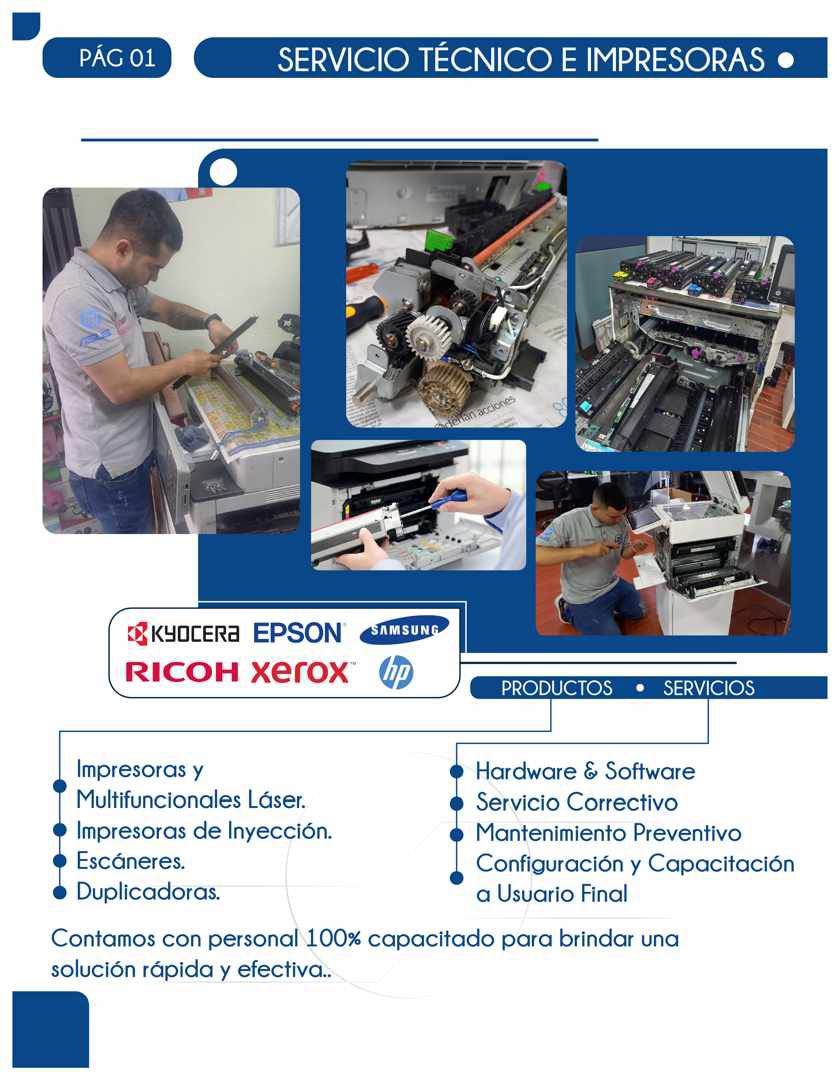 PÁG 01
SERVICIO TÉCNICO E IMPRESORAS
KYOCERA EPSON SAMSUNG
RICOH xerox™ hp
PRODUCTOS • SERVICIOS
Impresoras y
Multifuncionales Láser.
Impresoras de Inyección.
Escáneres.
Duplicadoras.
Hardware & Software
Servicio Correctivo
Mantenimiento Preventivo
Configuración y Capacitación
a Usuario Final
Contamos con personal 100% capacitado para brindar una
solución rápida y efectiva..